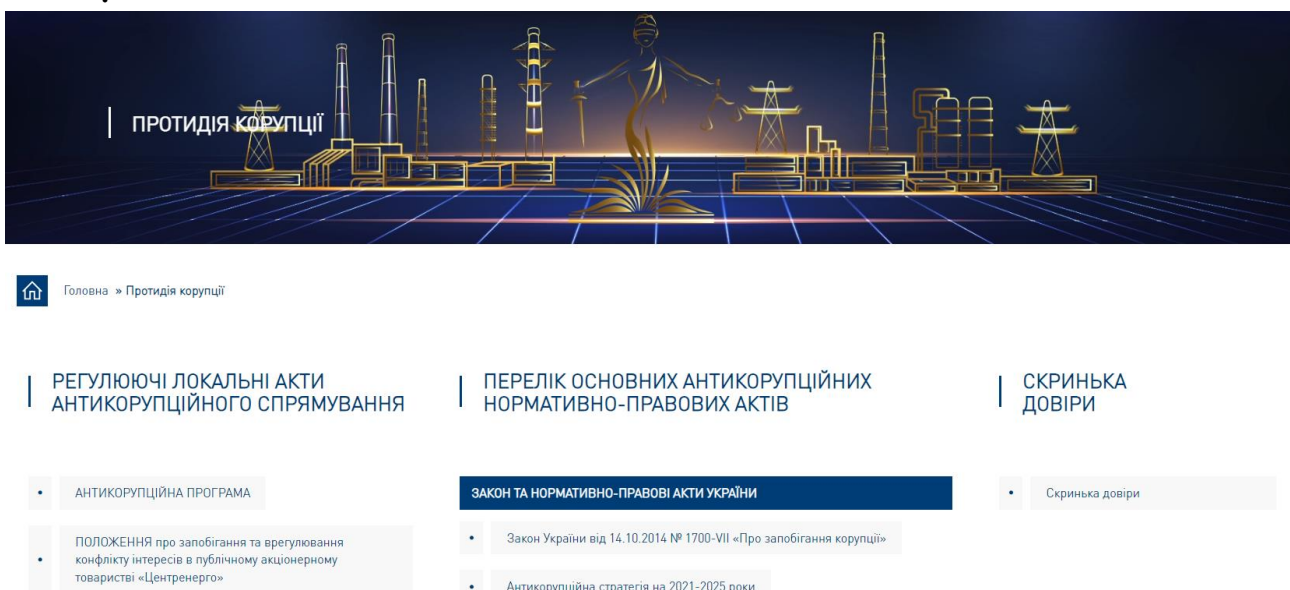 ПРОТИДІЯ КОРУПЦІЇ
Головна » Протидія корупції
РЕГУЛЮЮЧІ ЛОКАЛЬНІ АКТИ
АНТИКОРУПЦІЙНОГО СПРЯМУВАННЯ
• АНТИКОРУПЦІЙНА ПРОГРАМА
• ПОЛОЖЕННЯ про запобігання та врегулювання
конфлікту інтересів в публічному акціонерному
товаристві «Центренерго»
ПЕРЕЛІК ОСНОВНИХ АНТИКОРУПЦІЙНИХ
НОРМАТИВНО-ПРАВОВИХ АКТІВ
ЗАКОН ТА НОРМАТИВНО-ПРАВОВІ АКТИ УКРАЇНИ
• Закон України від 14.10.2014 № 1700-VII «Про запобігання корупції»
• Антикорупційна стратегія на 2021-2025 роки
СКРИНЬКА
ДОВІРИ
• Скринька довіри